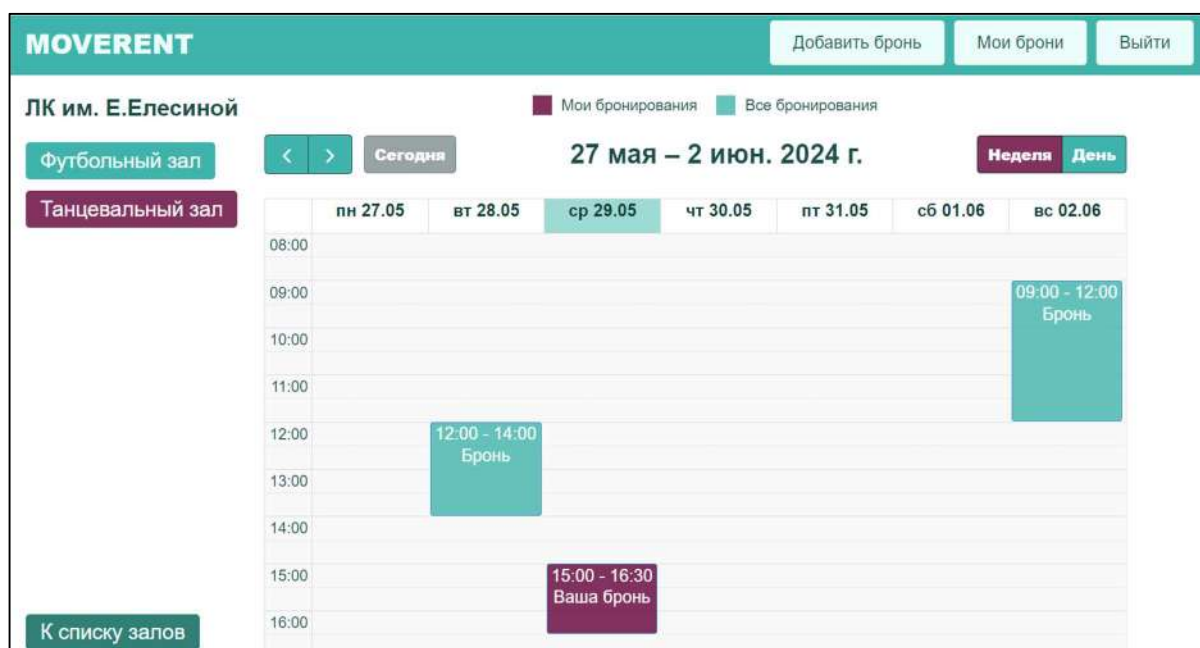 MOVERENT
Добавить бронь
Мои брони
Выйти
ЛК им. Е.Елесиной
Мои бронирования
Все бронирования
Футбольный зал
Танцевальный зал
Сегодня
27 мая – 2 июн. 2024 г.
Неделя
День
пн 27.05
вт 28.05
ср 29.05
чт 30.05
пт 31.05
сб 01.06
вс 02.06
08:00
09:00
09:00 - 12:00
Бронь
10:00
11:00
12:00
12:00 - 14:00
Бронь
13:00
14:00
15:00
15:00 - 16:30
Ваша бронь
16:00
К списку залов